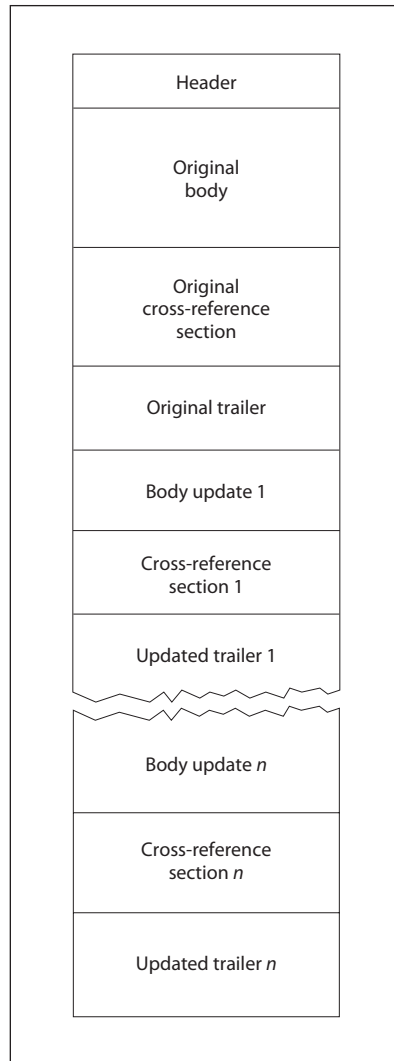 Header
Original
body
Original
cross-reference
section
Original trailer
Body update 1
Cross-reference
section 1
Updated trailer 1
Body update n
Cross-reference
section n
Updated trailer n